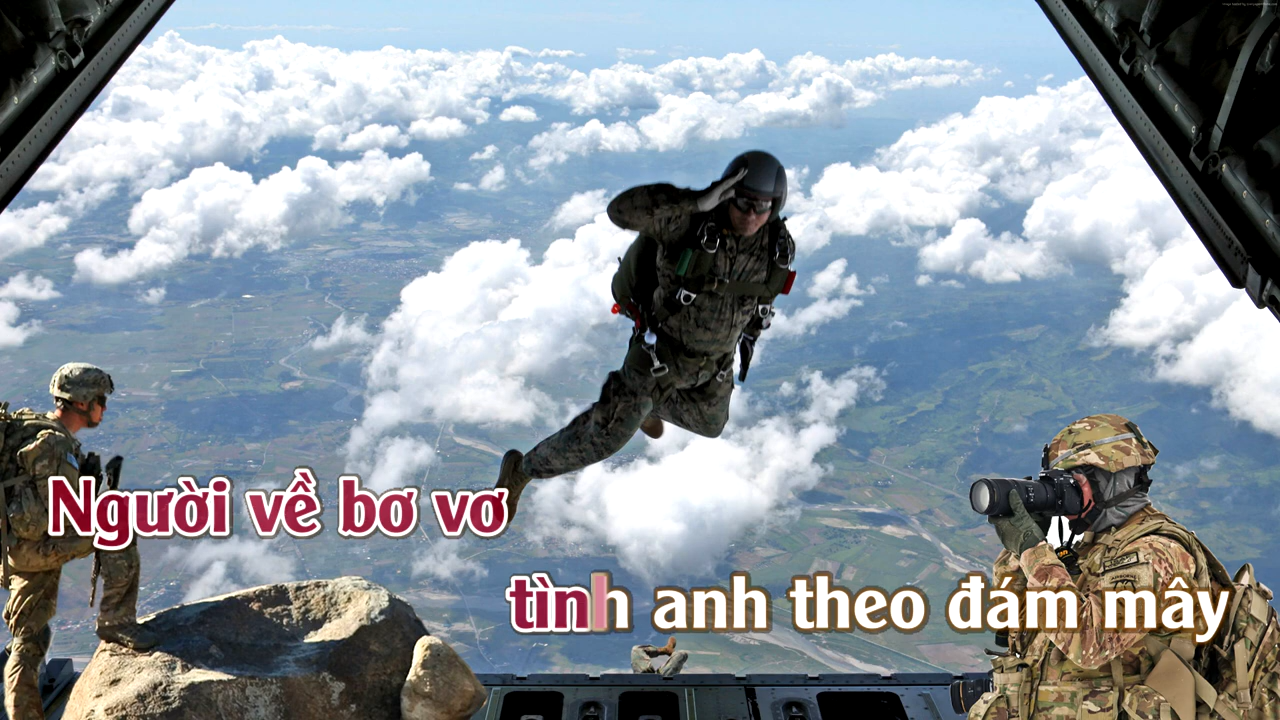 Người về bơ vơ
tình anh theo đám mây